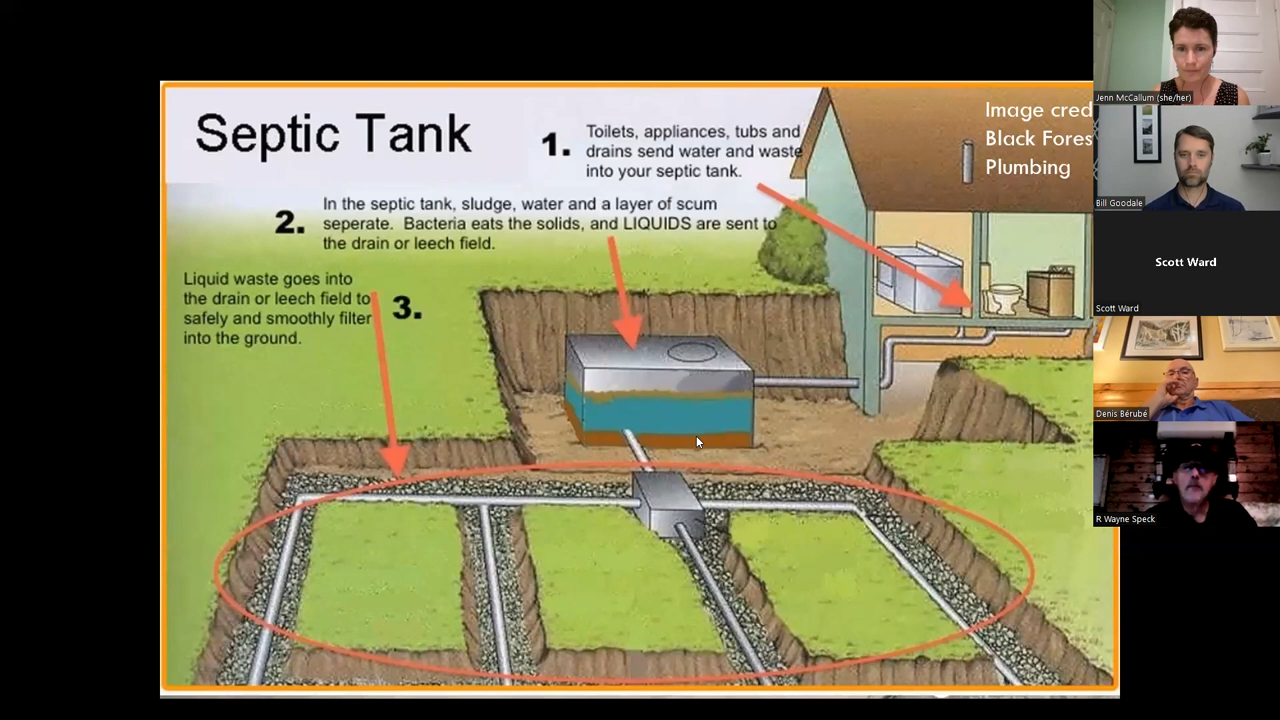 Septic Tank
1.
Toilets, appliances, tubs and
drains send water and waste
into your septic tank.
Image cred
Black Fores
Plumbing
2.
In the septic tank, sludge, water and a layer of scum
seperate. Bacteria eats the solids, and LIQUIDS are sent to
the drain or leech field.
Liquid waste goes into
the drain or leech field to
safely and smoothly filter
into the ground.
3.
Jenn McCallum (she/her)
Bill Goodale
Scott Ward
Scott Ward
Denis Bérubé
R Wayne Speck